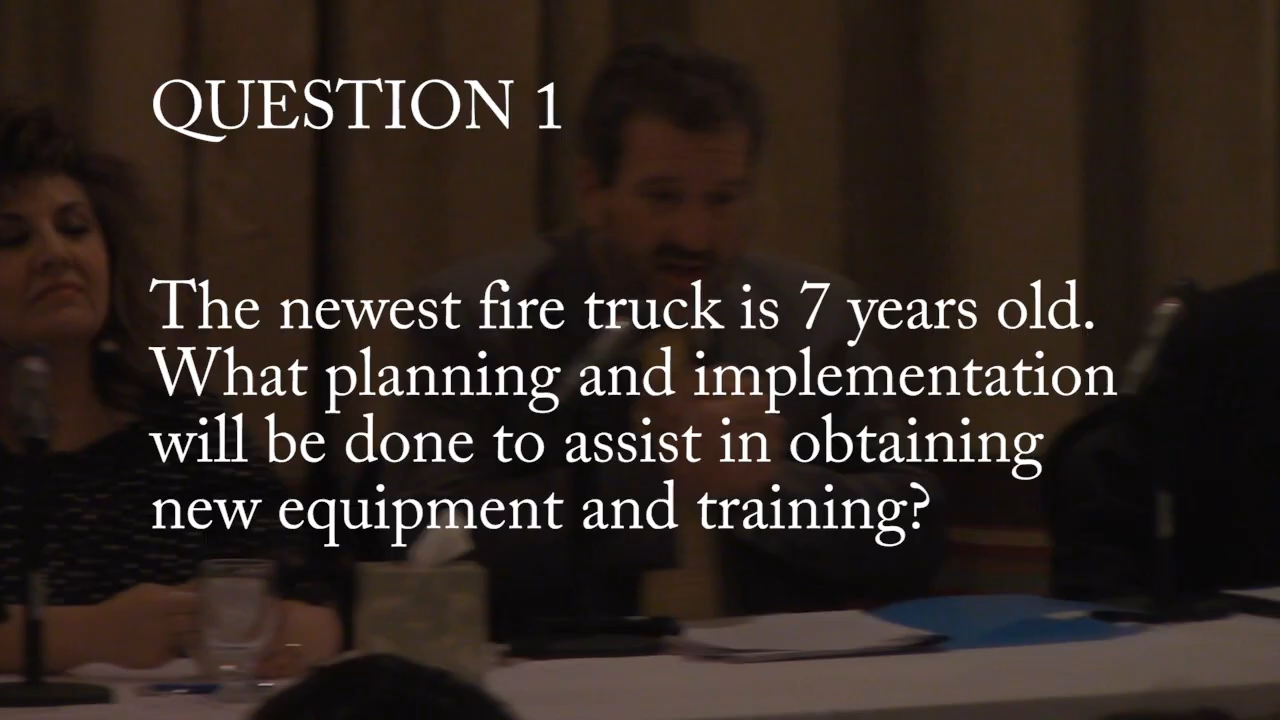 QUESTION 1
The newest fire truck is 7 years old.
What planning and implementation
will be done to assist in obtaining
new equipment and training?